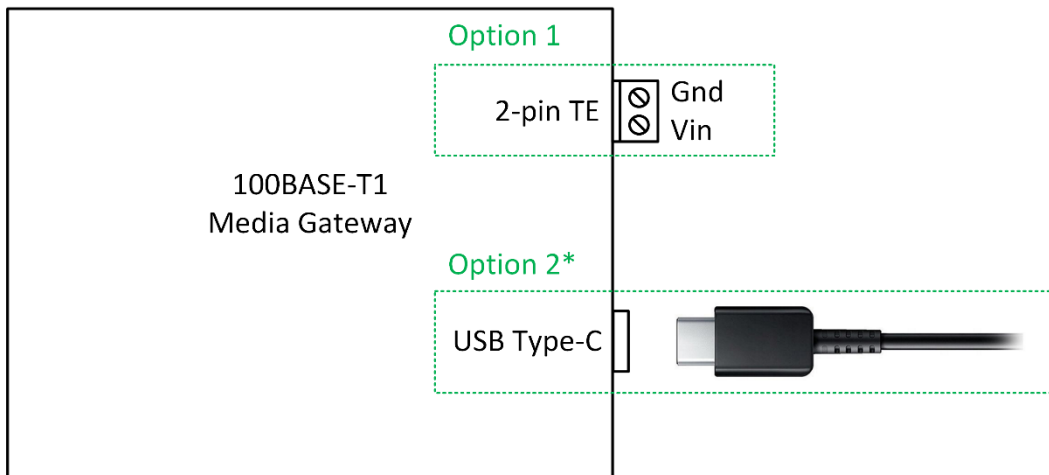 Option 1
2-pin TE
Gnd
Vin
100BASE-T1
Media Gateway
Option 2*
USB Type-C